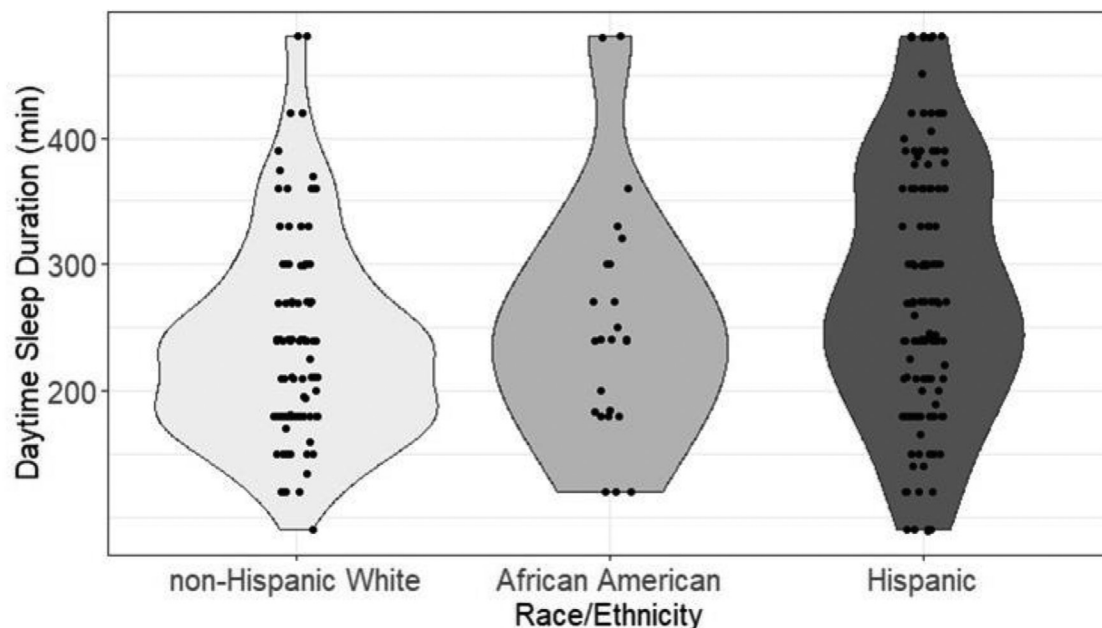 Daytime Sleep Duration (min)
400
300
200
non-Hispanic White
African American
Hispanic
Race/Ethnicity